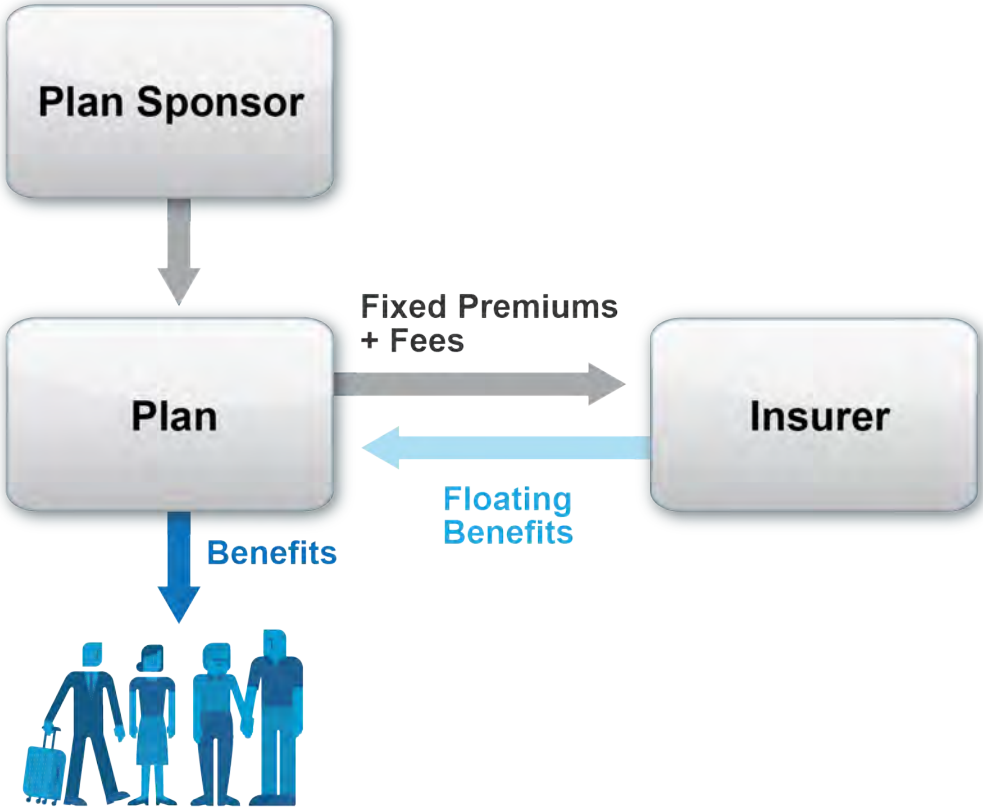 Plan Sponsor
Fixed Premiums
+ Fees
Plan
Insurer
Floating
Benefits
Benefits